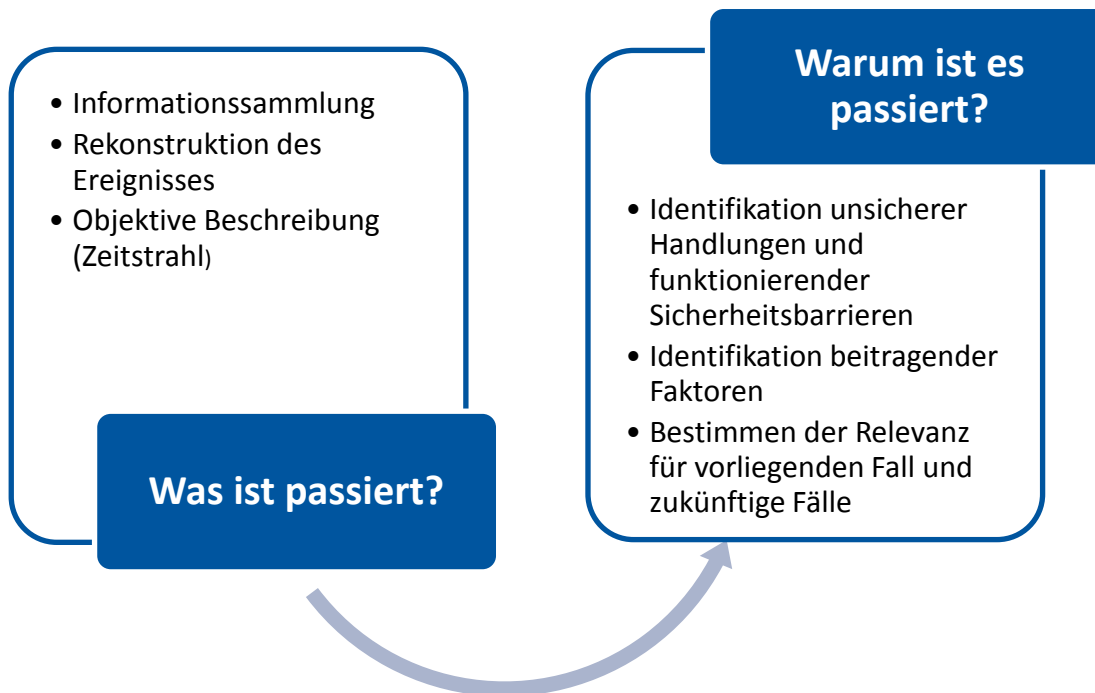 • Informationssammlung
• Rekonstruktion des
Ereignisses
• Objektive Beschreibung
(Zeitstrahl)
Was ist passiert?
Warum ist es
passiert?
• Identifikation unsicherer
Handlungen und
funktionierender
Sicherheitsbarrieren
• Identifikation beitragender
Faktoren
• Bestimmen der Relevanz
für vorliegenden Fall und
zukünftige Fälle